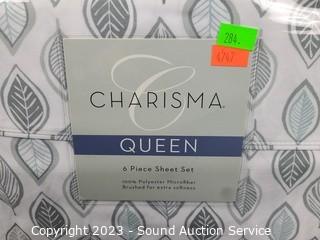 284.
4747
C
CHARISMA®
QUEEN
6 Piece Sheet Set
100% Polyester Microfiber
Brushed for extra softness
Copyright 2023 - Sound Auction Service